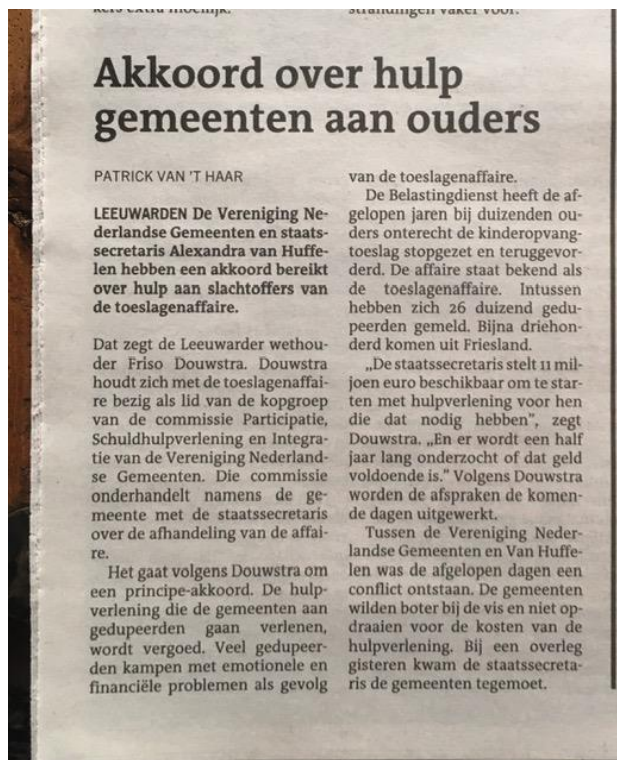 Akkoord over hulp
gemeenten aan ouders
PATRICK VAN 'T HAAR
LEEUWARDEN De Vereniging Ne-
derlandse Gemeenten en staats-
secretaris Alexandra van Huffe-
len hebben een akkoord bereikt
over hulp aan slachtoffers van
de toeslagenaffaire.
Dat zegt de Leeuwarder wethou-
der Friso Douwstra. Douwstra
houdt zich met de toeslagenaffai-
re bezig als lid van de kopgroep
van de commissie Participatie,
Schuldhulpverlening en Integra-
tie van de Vereniging Nederland-
se Gemeenten. Die commissie
onderhandelt namens de ge-
meente met de staatssecretaris
over de afhandeling van de affai-
re.
Het gaat volgens Douwstra om
een principe-akkoord. De hulp-
verlening die de gemeenten aan
gedupeerden gaan verlenen,
wordt vergoed. Veel gedupeer-
den kampen met emotionele en
financiële problemen als gevolg
van de toeslagenaffaire.
De Belastingdienst heeft de af-
gelopen jaren bij duizenden ou-
ders onterecht de kinderopvang-
toeslag stopgezet en teruggevor-
derd. De affaire staat bekend als
de toeslagenaffaire. Intussen
hebben zich 26 duizend gedu-
peerden gemeld. Bijna driehon-
derd komen uit Friesland.
„De staatssecretaris stelt 11 mil-
joen euro beschikbaar om te star-
ten met hulpverlening voor hen
die dat nodig hebben”, zegt
Douwstra. „En er wordt een half
jaar lang onderzocht of dat geld
voldoende is.” Volgens Douwstra
worden de afspraken de komen-
de dagen uitgewerkt.
Tussen de Vereniging Neder-
landse Gemeenten en Van Huffe-
len was de afgelopen dagen een
conflict ontstaan. De gemeenten
wilden boter bij de vis en niet op-
draaien voor de kosten van de
hulpverlening. Bij een overleg
gisteren kwam de staatssecreta-
ris de gemeenten tegemoet.